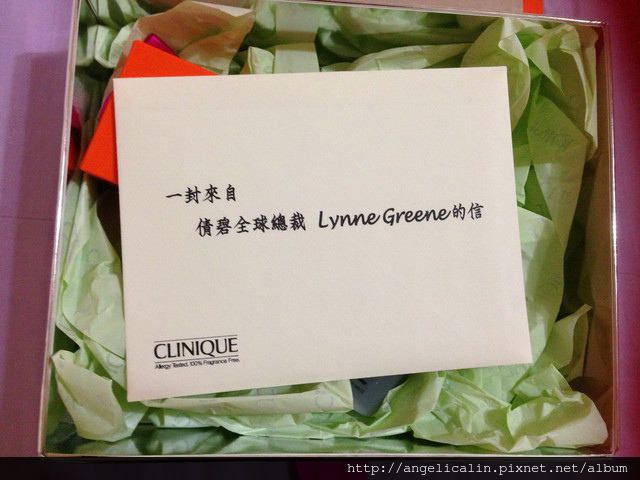 一封來自
倩碧全球總裁 Lynne Greene的信
CLINIQUE
Allergy Tested. 100% Fragrance Free.
http://angelicalin.pixnet.net/album